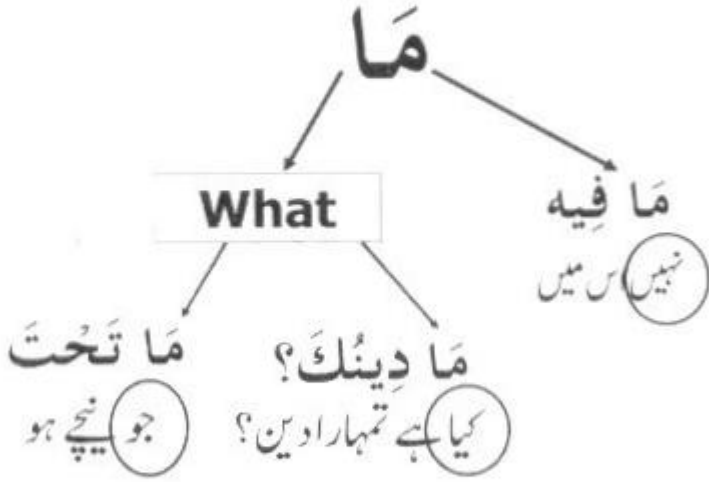 مَا
What
مَا فِيه
نہیں اس میں
مَا دِينُكَ؟
کیا ہے تمہارا دین؟
مَا تَحْتَ
جو نیچے ہو